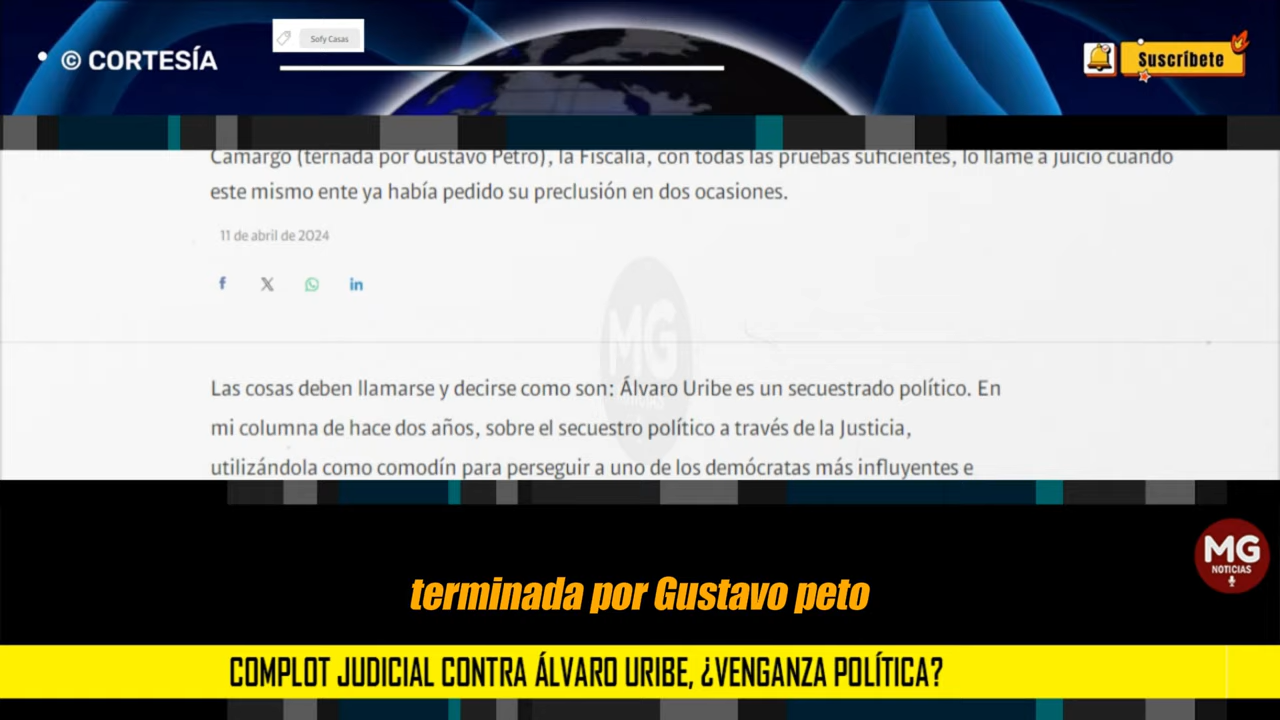 © CORTESÍA
Sofy Casas
Suscríbete
Camargo (ternada por Gustavo Petro), la Fiscalía, con todas las pruebas suficientes, lo llame a juicio cuando
este mismo ente ya había pedido su preclusión en dos ocasiones.
11 de abril de 2024
MG
Las cosas deben llamarse y decirse como son: Álvaro Uribe es un secuestrado político. En
mi columna de hace dos años, sobre el secuestro político a través de la Justicia,
utilizándola como comodín para perseguir a uno de los demócratas más influyentes e
MG
NOTICIAS
terminada por Gustavo peto
COMPLOT JUDICIAL CONTRA ÁLVARO URIBE, ¿VENGANZA POLÍTICA?